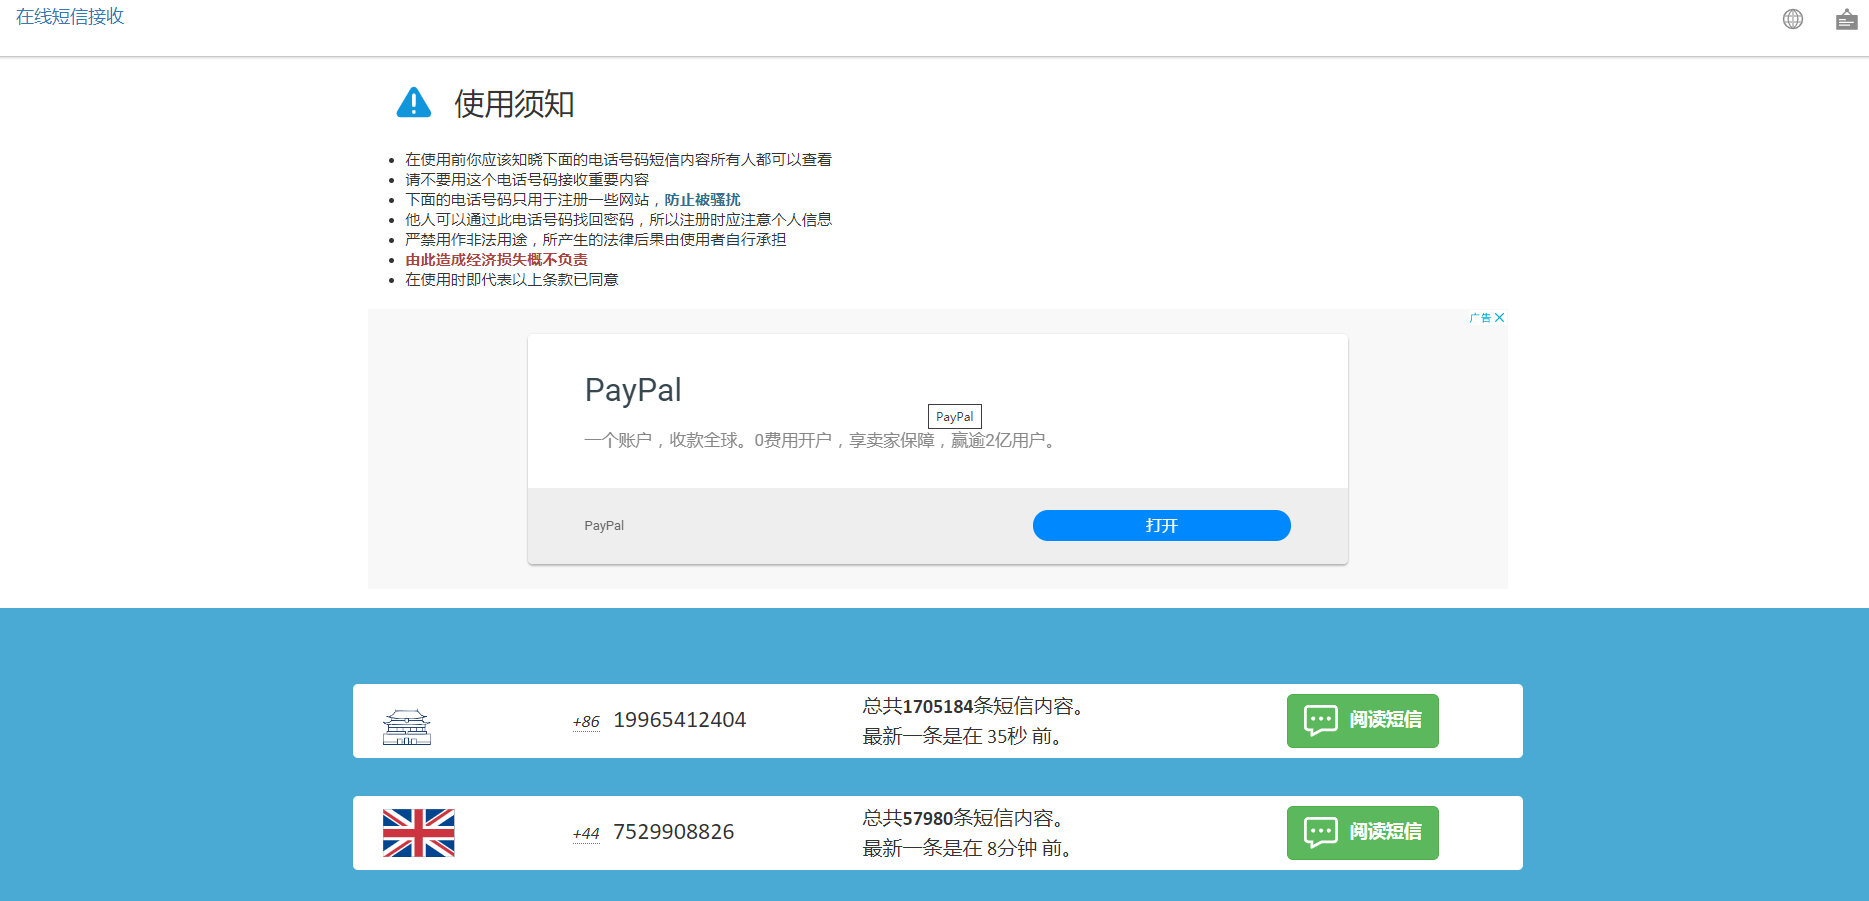 在线短信接收
使用须知
在使用前你应该知晓下面的电话号码短信内容所有人都可以查看
请不要用这个电话号码接收重要内容
下面的电话号码只用于注册一些网站，防止被骚扰
他人可以通过此电话号码找回密码，所以注册时应注意个人信息
严禁用作非法用途，所产生的法律后果由使用者自行承担
由此造成经济损失概不负责
在使用时即代表以上条款已同意
广告
PayPal
PayPal
一个账户，收款全球。0费用开户，享卖家保障，赢逾2亿用户。
PayPal
打开
+86 19965412404
总共1705184条短信内容。
最新一条是在 35秒 前。
阅读短信
+44 7529908826
总共57980条短信内容。
最新一条是在 8分钟 前。
阅读短信